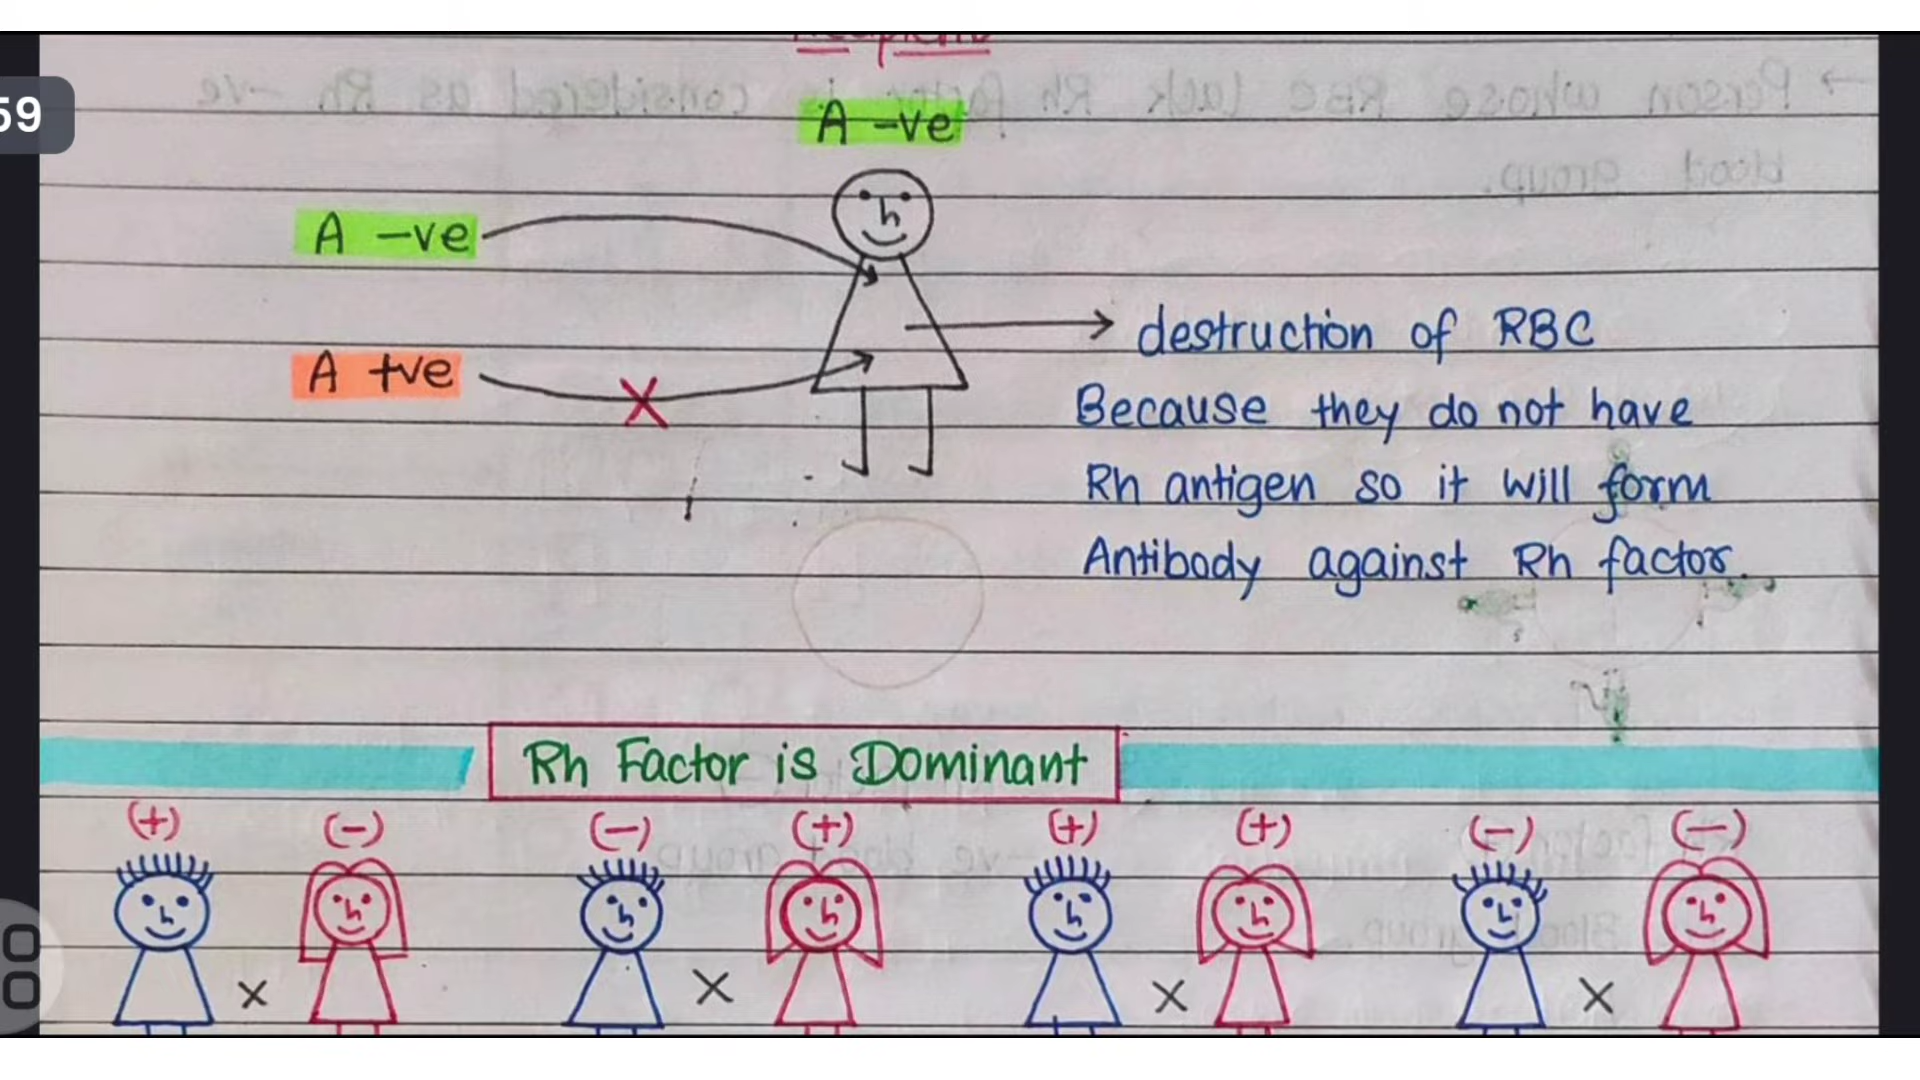 59
A -ve
A -ve
destruction of RBC
A +ve
Because they do not have
Rh antigen so it will form
Antibody against Rh factor.
Rh Factor is Dominant
(+) (-) (-) (+) (+) (+) (-) (-)
× × × ×